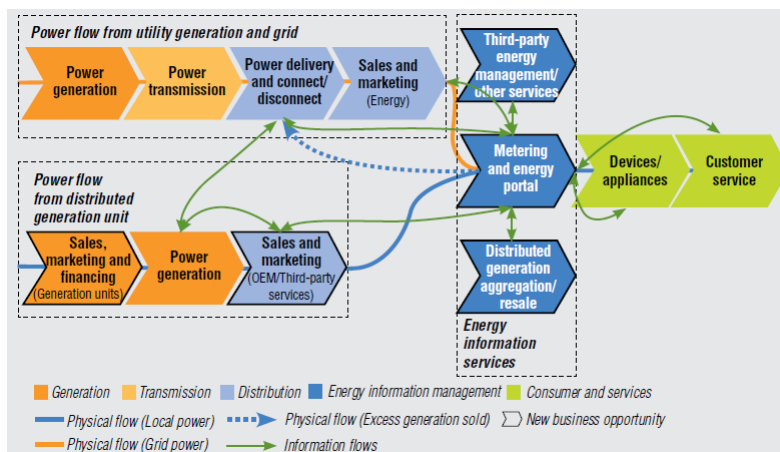 Power flow from utility generation and grid
Power
generation
Power
transmission
Power delivery
and connect/
disconnect
Sales and
marketing
(Energy)
Third-party
energy
management/
other services
Power flow
from distributed
generation unit
Metering
and energy
portal
Devices/
appliances
Customer
service
Sales,
marketing and
financing
(Generation units)
Power
generation
Sales and
marketing
(OEM/Third-party
services)
Distributed
generation
aggregation/
resale
Energy
information
services
Generation
Transmission
Distribution
Energy information management
Consumer and services
Physical flow (Local power)
Physical flow (Excess generation sold)
New business opportunity
Physical flow (Grid power)
Information flows